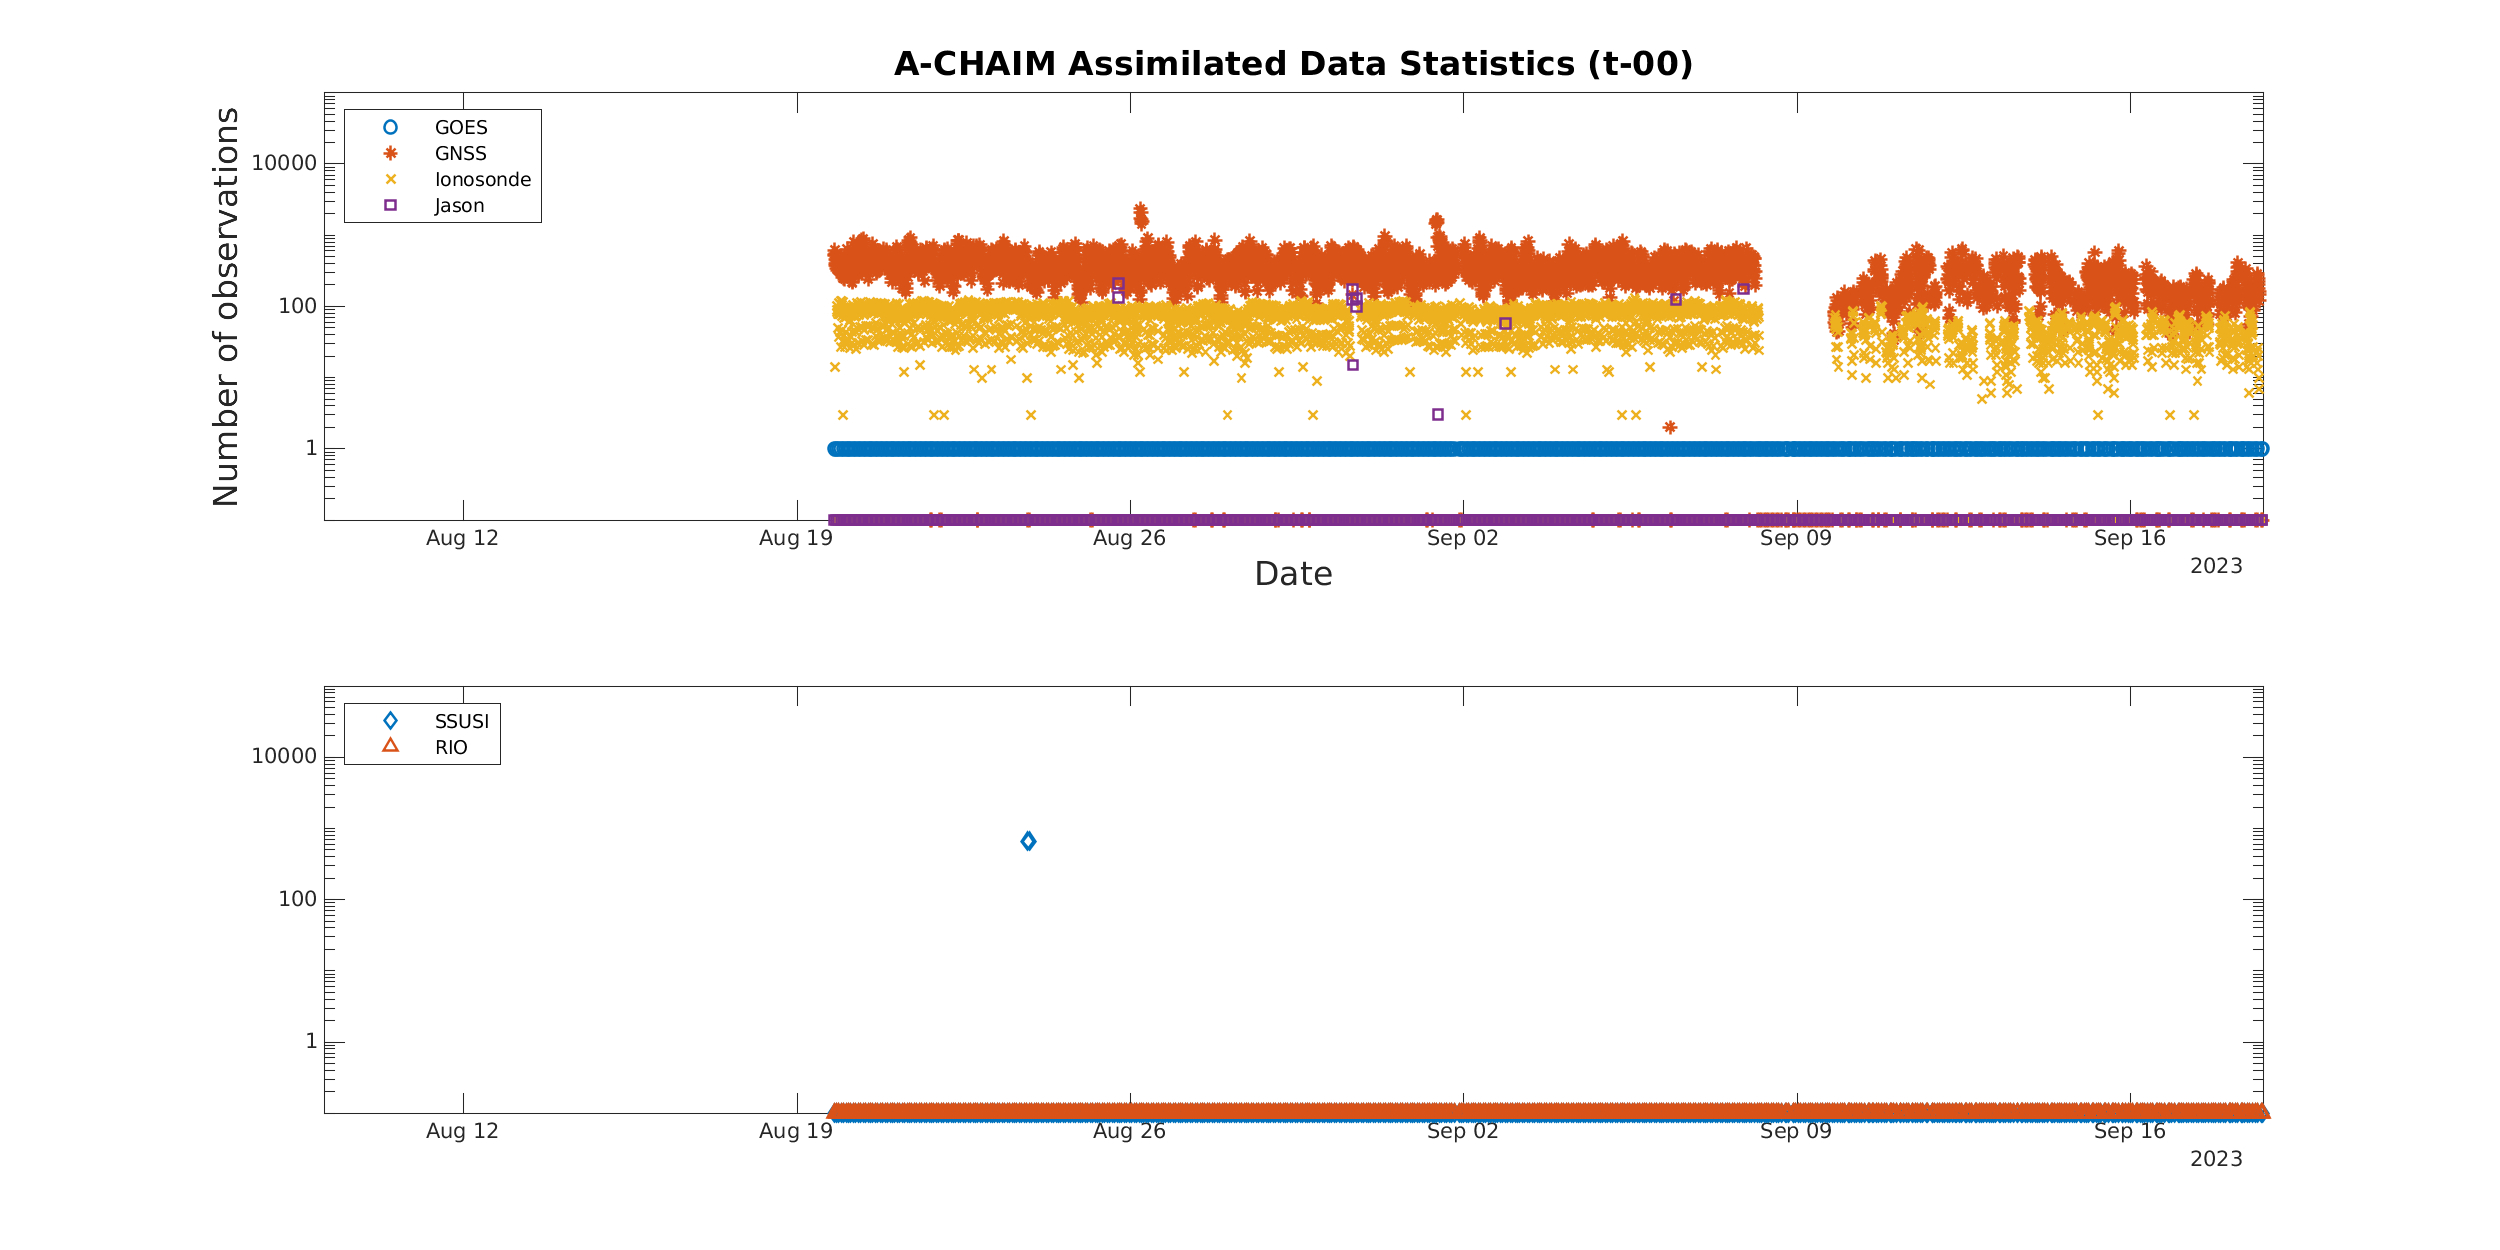 A-CHAIM Assimilated Data Statistics (t-00)
Number of observations
GOES
GNSS
Ionosonde
Jason
10000
100
1
Aug 12 Aug 19 Aug 26 Sep 02 Sep 09 Sep 16
2023
Date
SSUSI
RIO
10000
100
1
Aug 12 Aug 19 Aug 26 Sep 02 Sep 09 Sep 16
2023